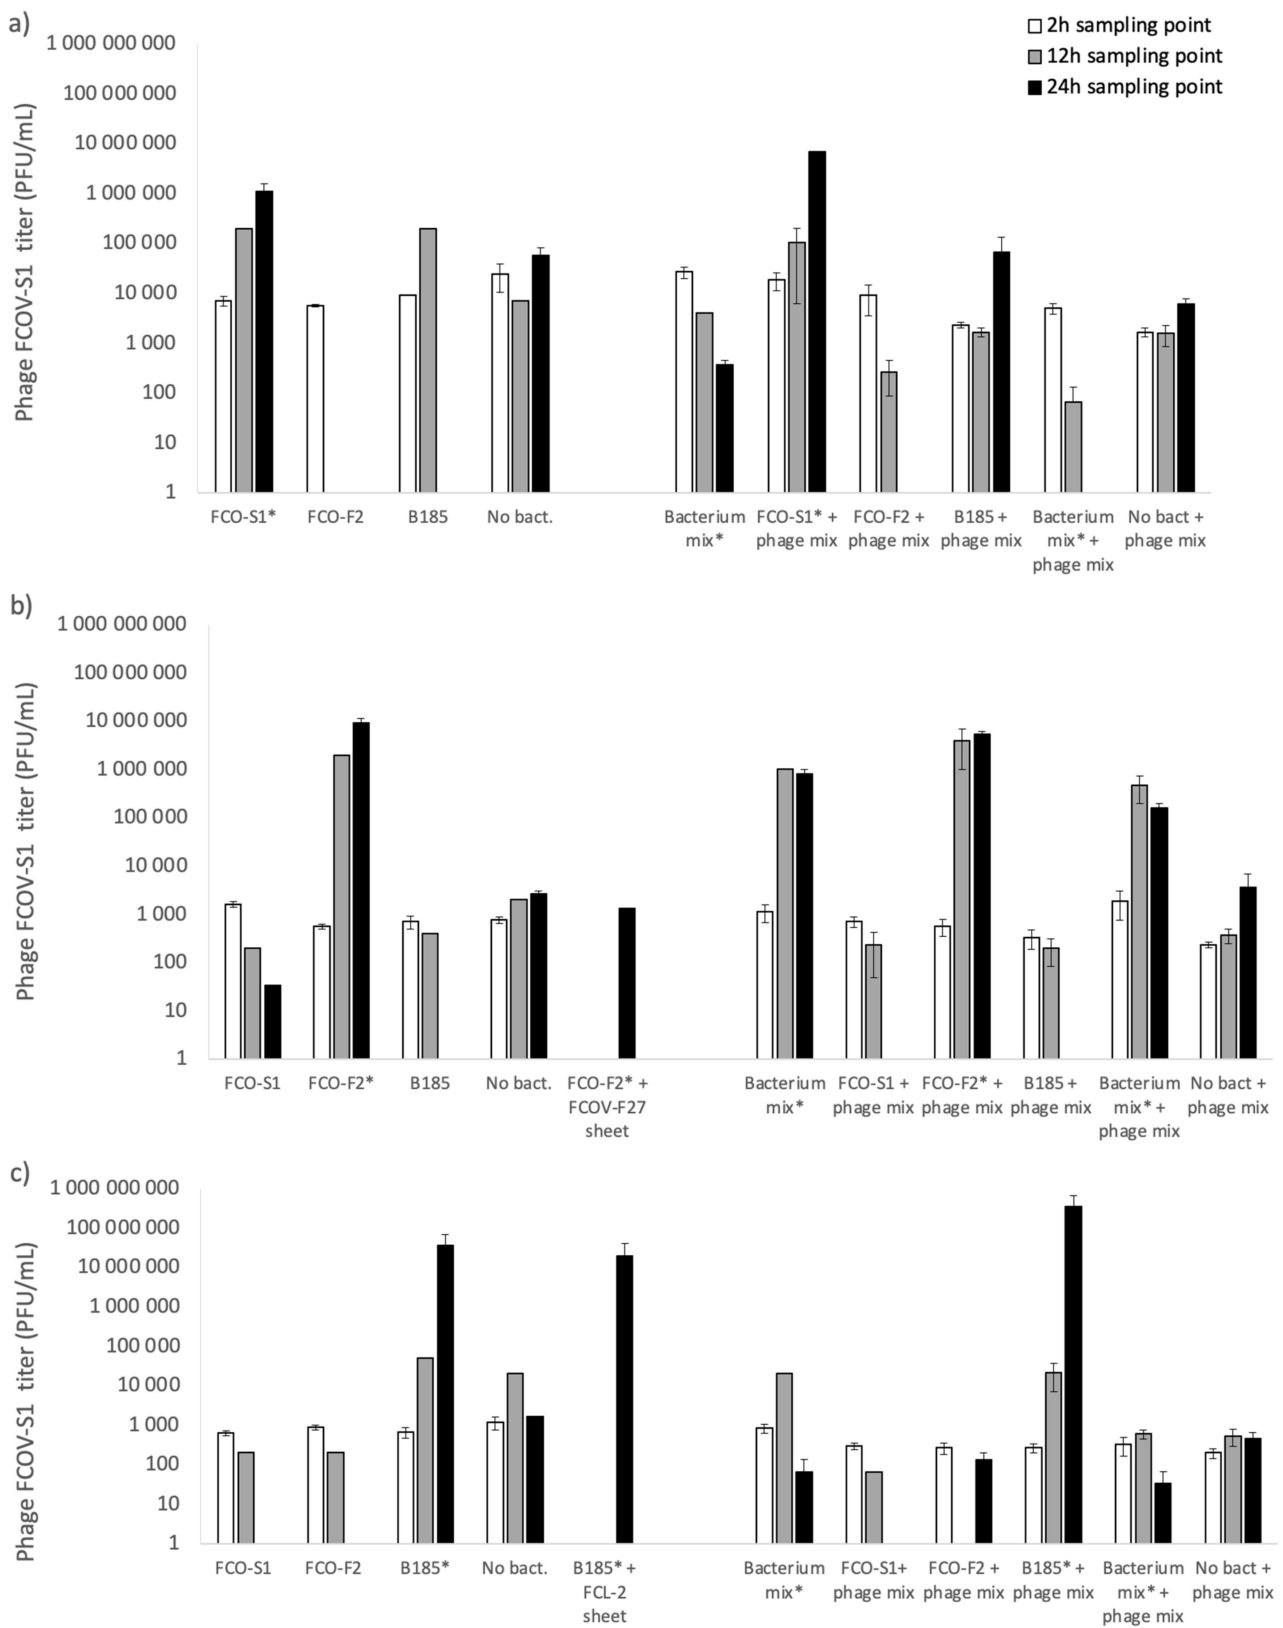 a)
2h sampling point
12h sampling point
24h sampling point
Phage FCOV-S1 titer (PFU/mL)
1 000 000 000
100 000 000
10 000 000
1 000 000
100 000
10 000
1 000
100
10
1
FCO-S1* FCO-F2 B185 No bact. Bacterium FCO-S1* + FCO-F2 + B185 + Bacterium No bact +
mix* phage mix phage mix phage mix mix* + phage mix
phage mix
b)
Phage FCOV-S1 titer (PFU/mL)
1 000 000 000
100 000 000
10 000 000
1 000 000
100 000
10 000
1 000
100
10
1
FCO-S1 FCO-F2* B185 No bact. FCO-F2* + Bacterium FCO-S1 + FCO-F2* + B185 + Bacterium No bact +
FCOV-F27 mix* phage mix phage mix phage mix mix* + phage mix
sheet phage mix
c)
Phage FCOV-S1 titer (PFU/mL)
1 000 000 000
100 000 000
10 000 000
1 000 000
100 000
10 000
1 000
100
10
1
FCO-S1 FCO-F2 B185* No bact. B185* + Bacterium FCO-S1+ FCO-F2 + B185* + Bacterium No bact +
FCL-2 mix* phage mix phage mix phage mix mix* + phage mix
sheet phage mix